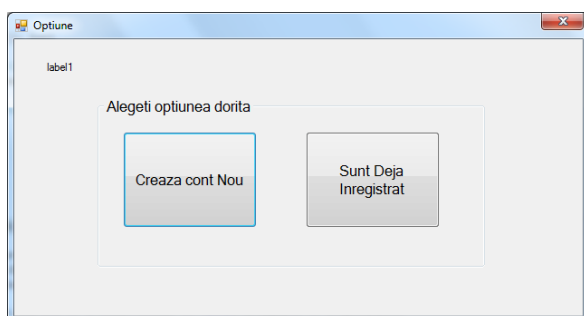 Optiune
label1
Alegeti optiunea dorita
Creaza cont Nou
Sunt Deja
Inregistrat